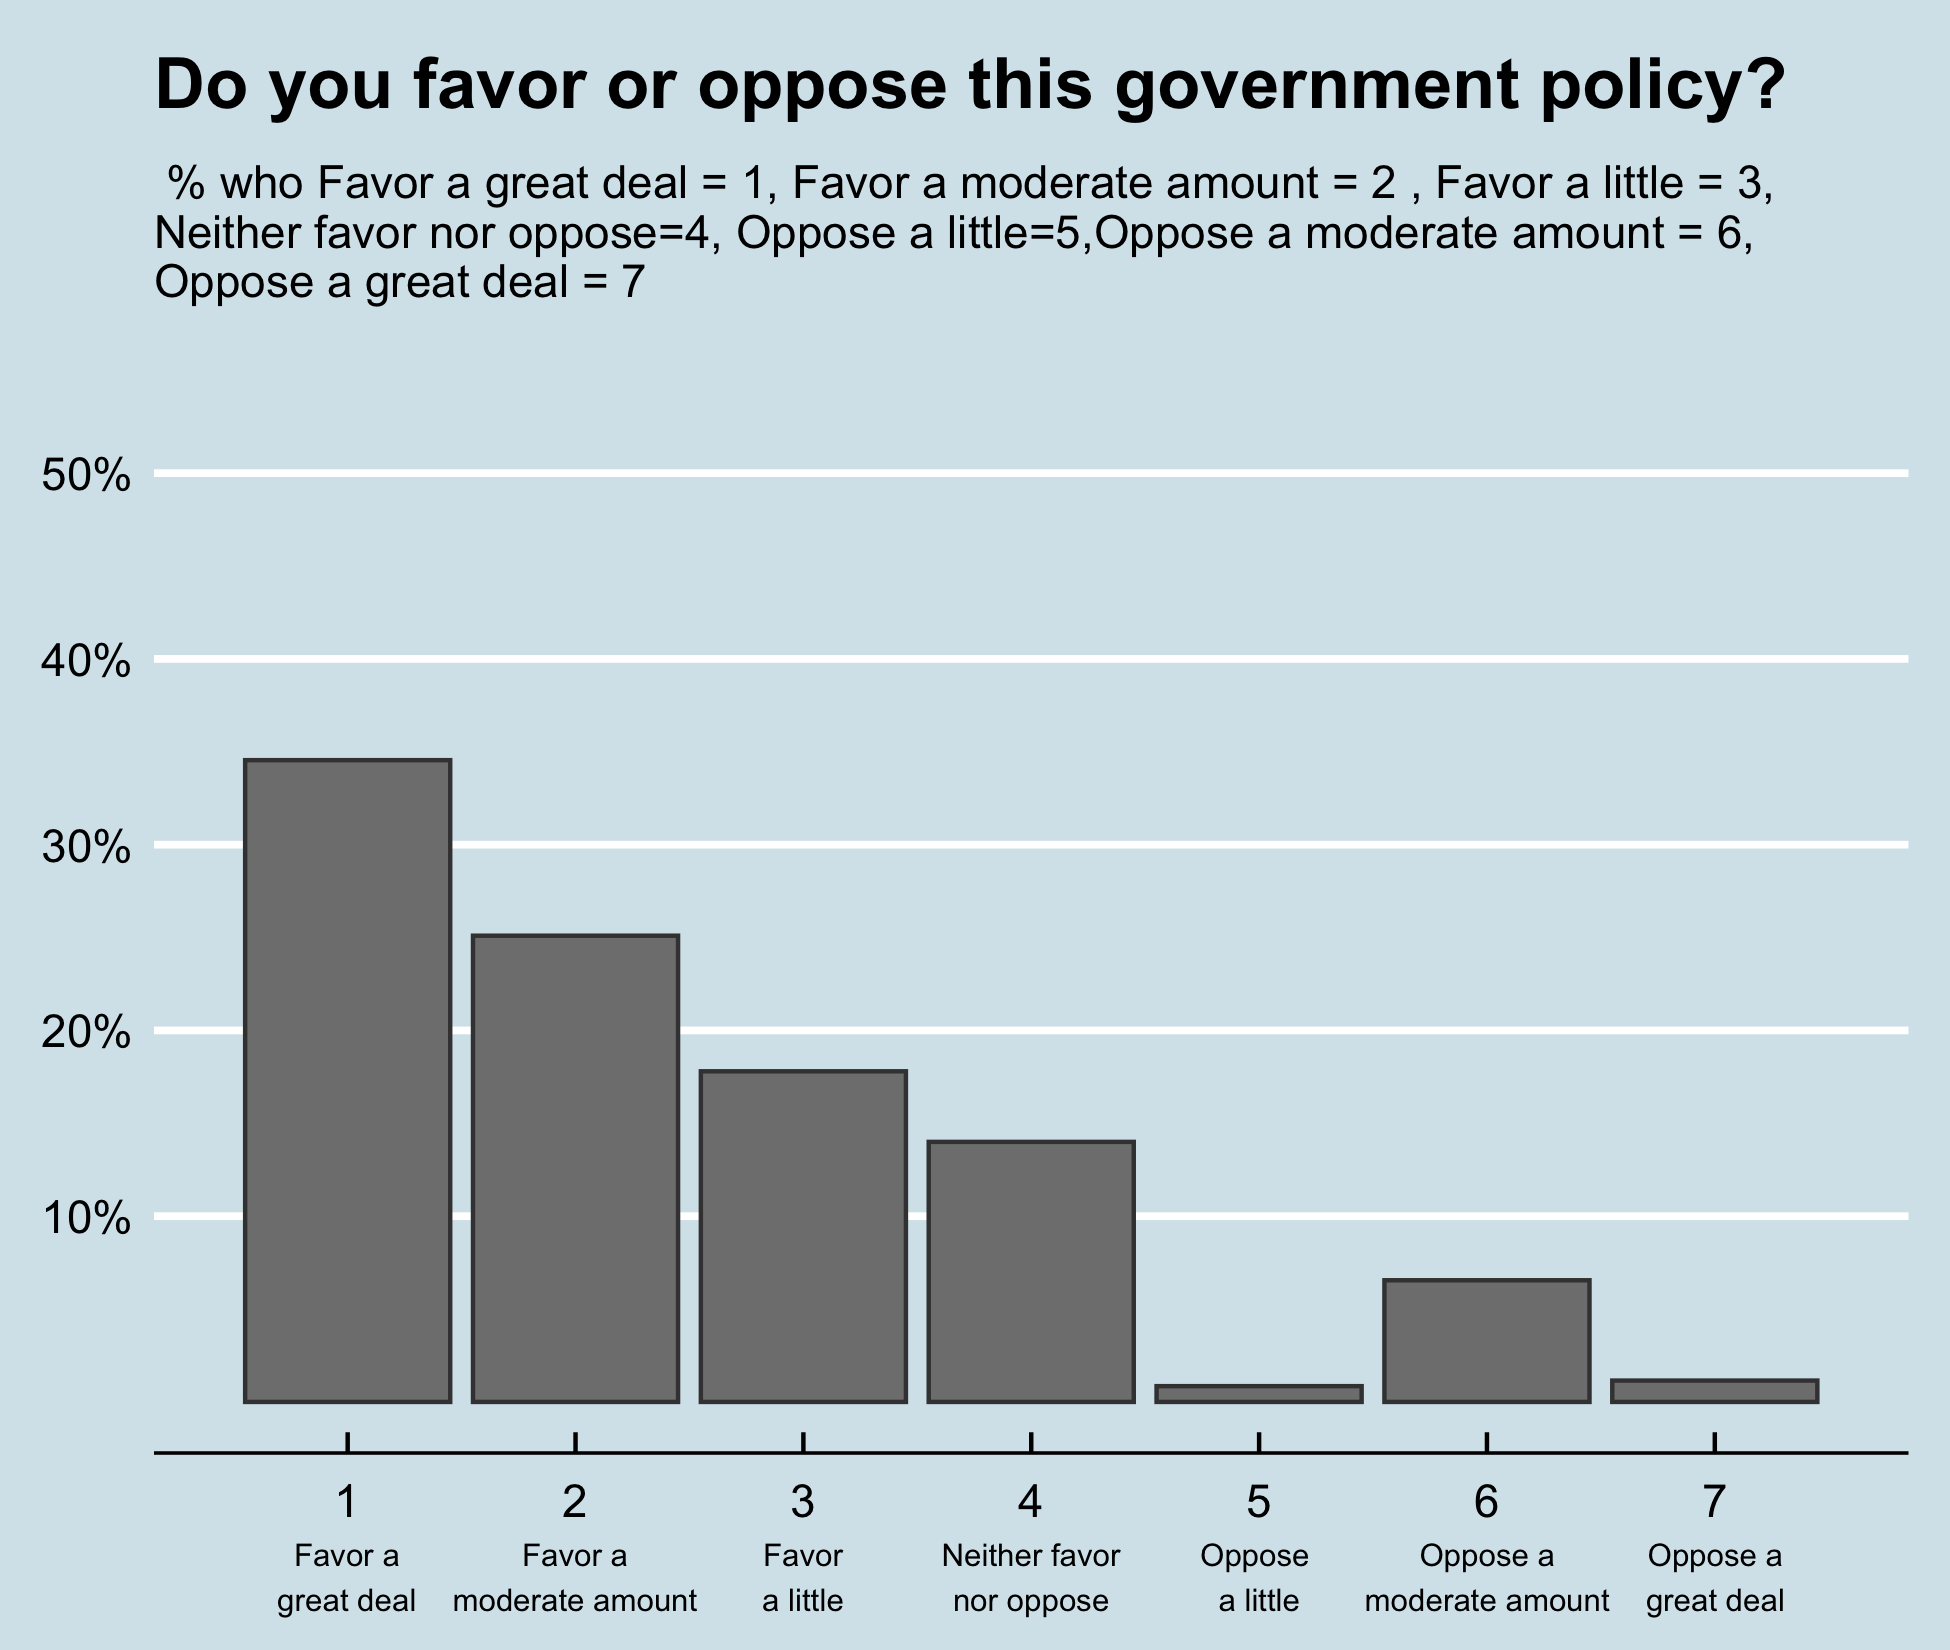 Do you favor or oppose this government policy?
% who Favor a great deal = 1, Favor a moderate amount = 2 , Favor a little = 3,
Neither favor nor oppose=4, Oppose a little=5,Oppose a moderate amount = 6,
Oppose a great deal = 7
50%
40%
30%
20%
10%
1 2 3 4 5 6 7
Favor a Favor a Favor Neither favor Oppose Oppose a Oppose a
great deal moderate amount a little nor oppose a little moderate amount great deal